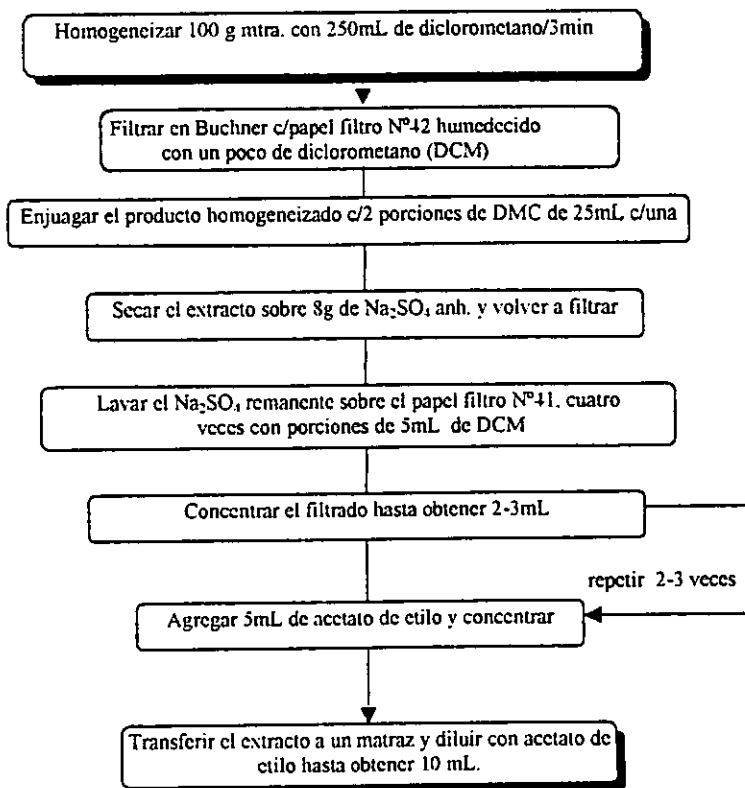 Homogeneizar 100 g mtra. con 250mL de diclorometano/3min
Filtrar en Buchner c/papel filtro Nº42 humedecido
con un poco de diclorometano (DCM)
Enjuagar el producto homogeneizado c/2 porciones de DMC de 25mL c/una
Secar el extracto sobre 8g de Na₂SO₄ anh. y volver a filtrar
Lavar el Na₂SO₄ remanente sobre el papel filtro Nº41, cuatro
veces con porciones de 5mL de DCM
Concentrar el filtrado hasta obtener 2-3mL
repetir 2-3 veces
Agregar 5mL de acetato de etilo y concentrar
Transferir el extracto a un matraz y diluir con acetato de
etilo hasta obtener 10 mL.